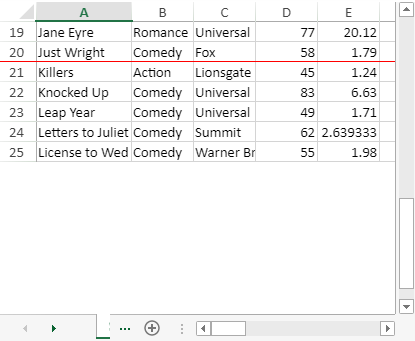 A B C D E
19 Jane Eyre Romance Universal 77 20.12
20 Just Wright Comedy Fox 58 1.79
21 Killers Action Lionsgate 45 1.24
22 Knocked Up Comedy Universal 83 6.63
23 Leap Year Comedy Universal 49 1.71
24 Letters to Juliet Comedy Summit 62 2.639333
25 License to Wed Comedy Warner Br 55 1.98
...